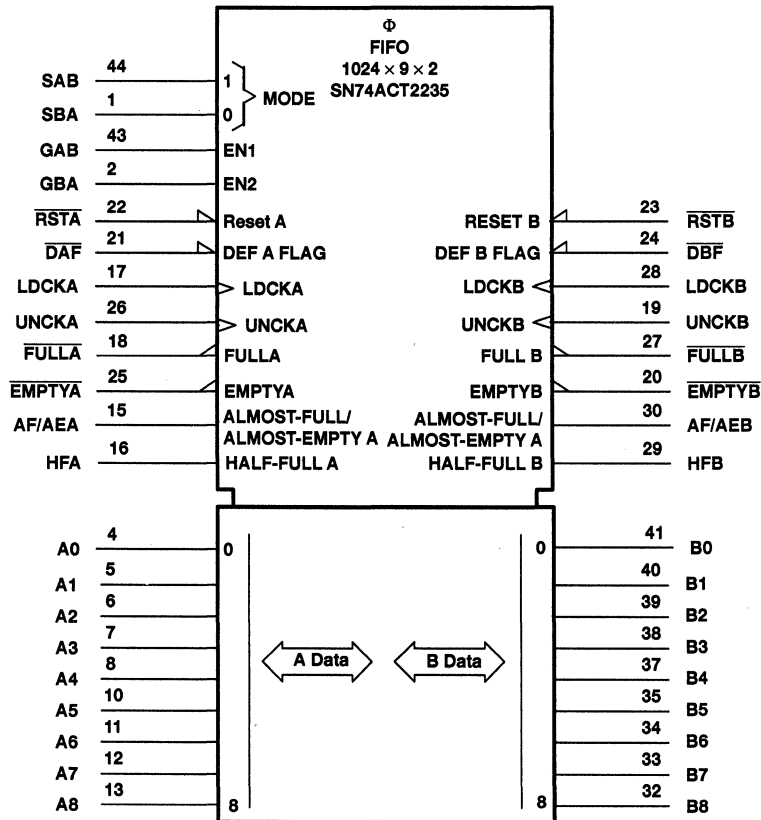 Φ
FIFO
1024 × 9 × 2
SN74ACT2235
SAB 44 1
SBA 1 0
MODE
GAB 43 EN1
GBA 2 EN2
RSTA 22 Reset A RESET B 23 RSTB
DAF 21 DEF A FLAG DEF B FLAG 24 DBF
LDCKA 17 LDCKA LDCKB 28 LDCKB
UNCKA 26 UNCKA UNCKB 19 UNCKB
FULLA 18 FULLA FULL B 27 FULLB
EMPTYA 25 EMPTYA EMPTYB 20 EMPTYB
AF/AEA 15 ALMOST-FULL/ ALMOST-FULL/ 30 AF/AEB
ALMOST-EMPTY A ALMOST-EMPTY A
HFA 16 HALF-FULL A HALF-FULL B 29 HFB
A0 4 0 0 41 B0
A1 5 40 B1
A2 6 39 B2
A3 7 38 B3
A Data B Data
A4 8 37 B4
A5 10 35 B5
A6 11 34 B6
A7 12 33 B7
A8 13 8 8 32 B8